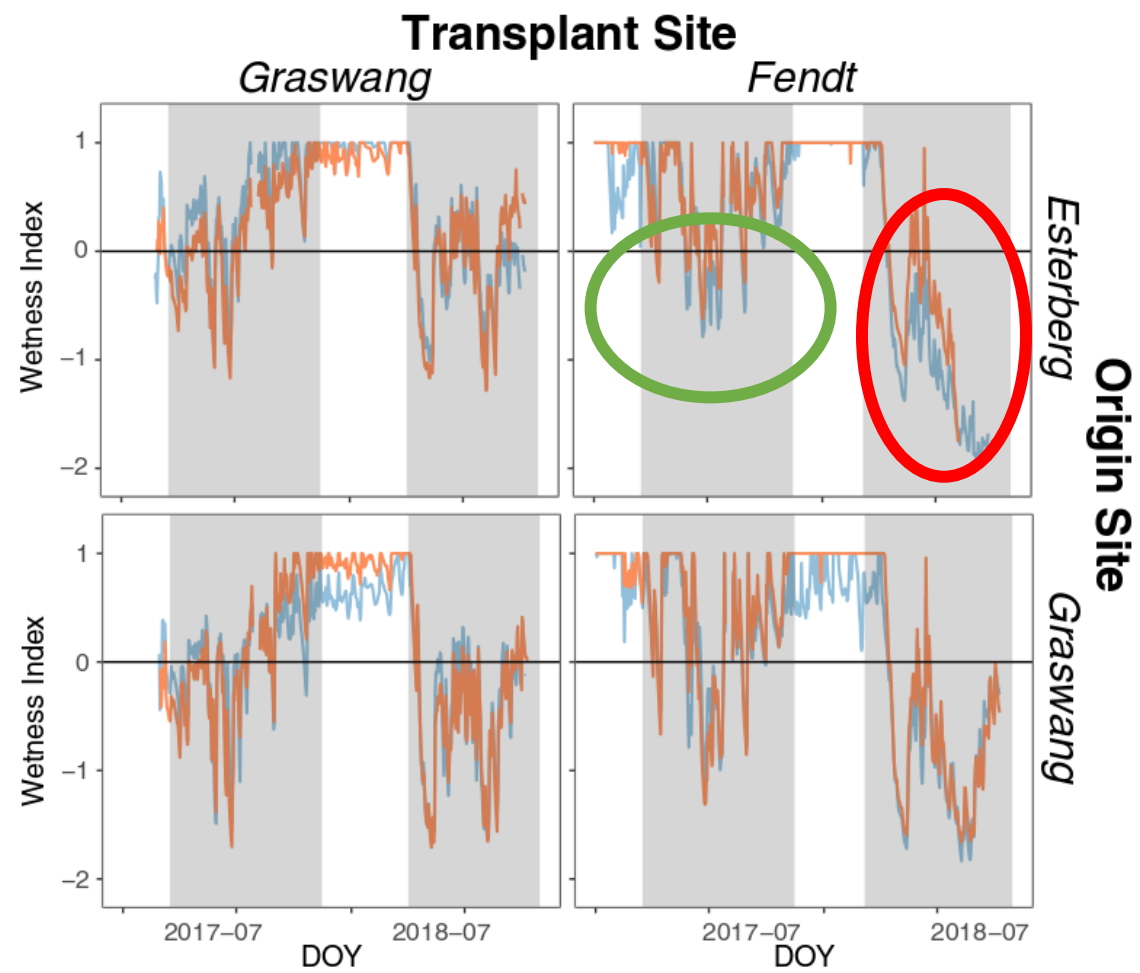 Transplant Site
Graswang
Fendt
1
0
−1
−2
Wetness Index
Esterberg
Origin Site
1
0
−1
−2
Wetness Index
Graswang
2017−07
2018−07
2017−07
2018−07
DOY
DOY